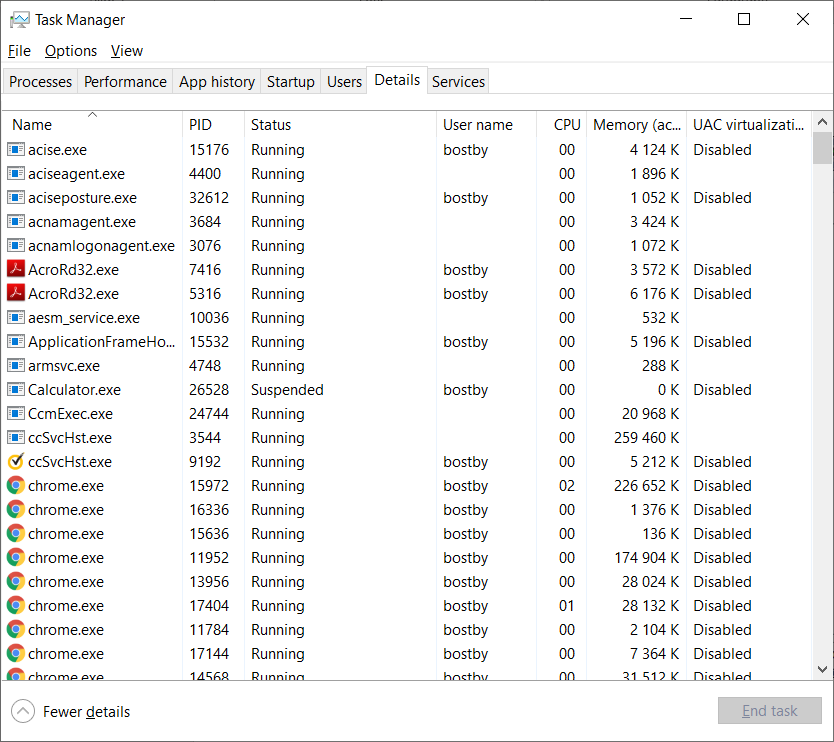 Task Manager
File Options View
Processes Performance App history Startup Users Details Services
Name PID Status User name CPU Memory (ac... UAC virtualizati...
acise.exe 15176 Running bostby 00 4 124 K Disabled
aciseagent.exe 4400 Running 00 1 896 K
aciseposture.exe 32612 Running bostby 00 1 052 K Disabled
acnamagent.exe 3684 Running 00 3 424 K
acnamlogonagent.exe 3076 Running 00 1 072 K
AcroRd32.exe 7416 Running bostby 00 3 572 K Disabled
AcroRd32.exe 5316 Running bostby 00 6 176 K Disabled
aesm_service.exe 10036 Running 00 532 K
ApplicationFrameHo... 15532 Running bostby 00 5 196 K Disabled
armsvc.exe 4748 Running 00 288 K
Calculator.exe 26528 Suspended bostby 00 0 K Disabled
CcmExec.exe 24744 Running 00 20 968 K
ccSvcHst.exe 3544 Running 00 259 460 K
ccSvcHst.exe 9192 Running bostby 00 5 212 K Disabled
chrome.exe 15972 Running bostby 02 226 652 K Disabled
chrome.exe 16336 Running bostby 00 1 376 K Disabled
chrome.exe 15636 Running bostby 00 136 K Disabled
chrome.exe 11952 Running bostby 00 174 904 K Disabled
chrome.exe 13956 Running bostby 00 28 024 K Disabled
chrome.exe 17404 Running bostby 01 28 132 K Disabled
chrome.exe 11784 Running bostby 00 2 104 K Disabled
chrome.exe 17144 Running bostby 00 7 364 K Disabled
chrome.exe 14568 Running bostby 00 31 512 K Disabled
Fewer details End task